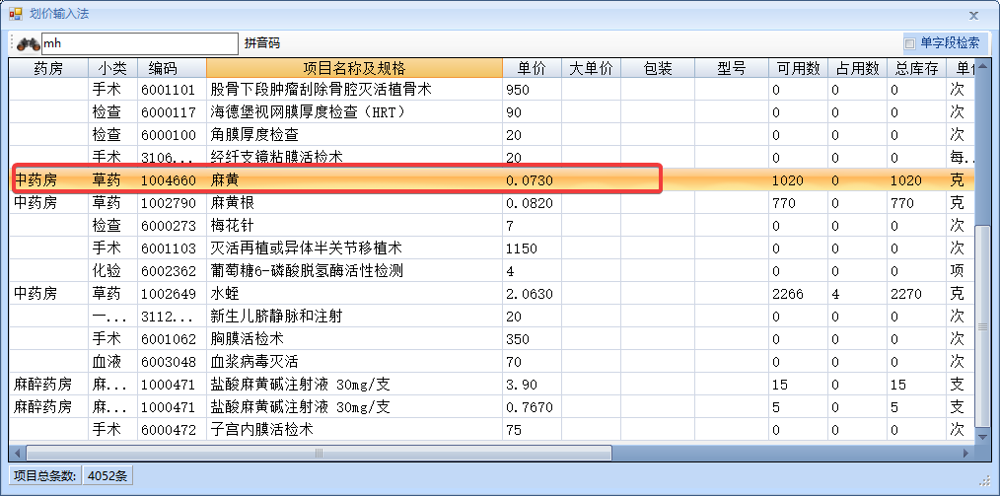 划价输入法
mh 拼音码 单字段检索
药房 小类 编码 项目名称及规格 单价 大单价 包装 型号 可用数 占用数 总库存 单位
手术 6001101 股骨下段肿瘤刮除骨腔灭活植骨术 950 0 0 0 次
检查 6000117 海德堡视网膜厚度检查（HRT） 90 0 0 0 次
检查 6000100 角膜厚度检查 20 0 0 0 次
手术 3106... 经纤支镜粘膜活检术 20 0 0 0 每..
中药房 草药 1004660 麻黄 0.0730 1020 0 1020 克
中药房 草药 1002790 麻黄根 0.0820 770 0 770 克
检查 6000273 梅花针 7 0 0 0 次
手术 6001103 灭活再植或异体半关节移植术 1150 0 0 0 次
化验 6002362 葡萄糖6-磷酸脱氢酶活性检测 4 0 0 0 项
中药房 草药 1002649 水蛭 2.0630 2266 4 2270 克
一... 3112... 新生儿脐静脉和注射 20 0 0 0 次
手术 6001062 胸膜活检术 350 0 0 0 次
血液 6003048 血浆病毒灭活 70 0 0 0 次
麻醉药房 麻... 1000471 盐酸麻黄碱注射液 30mg/支 3.90 15 0 15 支
麻醉药房 麻... 1000471 盐酸麻黄碱注射液 30mg/支 0.7670 5 0 5 支
手术 6000472 子宫内膜活检术 75 0 0 0 次
项目总条数: 4052条